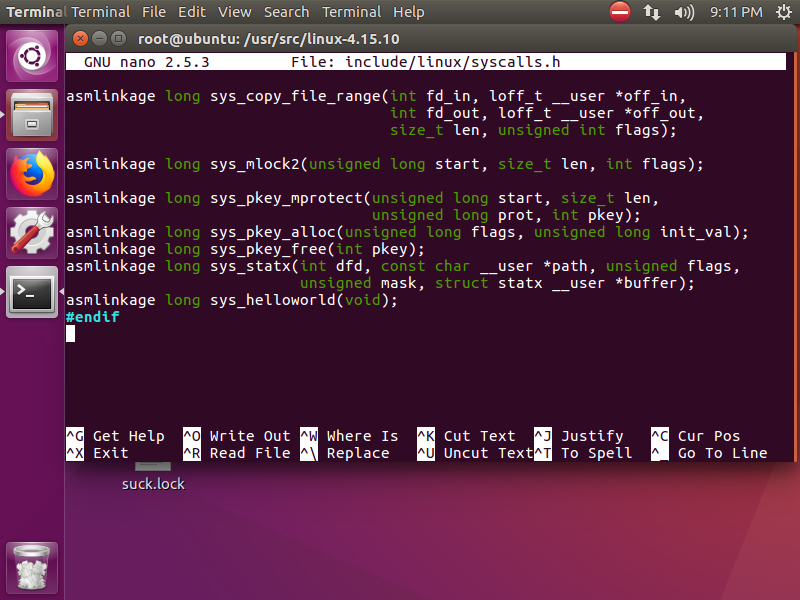 Terminal Terminal File Edit View Search Terminal Help 9:11 PM
root@ubuntu: /usr/src/linux-4.15.10
GNU nano 2.5.3 File: include/linux/syscalls.h
asmlinkage long sys_copy_file_range(int fd_in, loff_t __user *off_in,
int fd_out, loff_t __user *off_out,
size_t len, unsigned int flags);
asmlinkage long sys_mlock2(unsigned long start, size_t len, int flags);
asmlinkage long sys_pkey_mprotect(unsigned long start, size_t len,
unsigned long prot, int pkey);
asmlinkage long sys_pkey_alloc(unsigned long flags, unsigned long init_val);
asmlinkage long sys_pkey_free(int pkey);
asmlinkage long sys_statx(int dfd, const char __user *path, unsigned flags,
unsigned mask, struct statx __user *buffer);
asmlinkage long sys_helloworld(void);
#endif
^G Get Help ^O Write Out ^W Where Is ^K Cut Text ^J Justify ^C Cur Pos
^X Exit ^R Read File ^\ Replace ^U Uncut Text ^T To Spell ^_ Go To Line
suck.lock